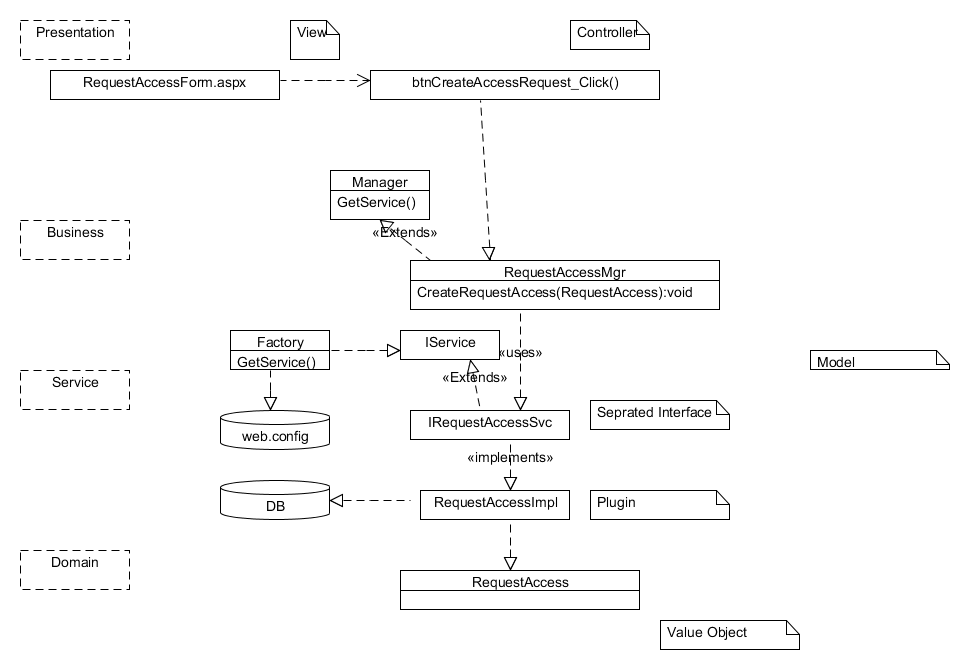 Presentation
View
Controller
RequestAccessForm.aspx
btnCreateAccessRequest_Click()
Manager
GetService()
Business
«Extends»
RequestAccessMgr
CreateRequestAccess(RequestAccess):void
Factory
GetService()
IService
«uses»
Model
Service
«Extends»
IRequestAccessSvc
Seprated Interface
web.config
«implements»
DB
RequestAccessImpl
Plugin
Domain
RequestAccess
Value Object